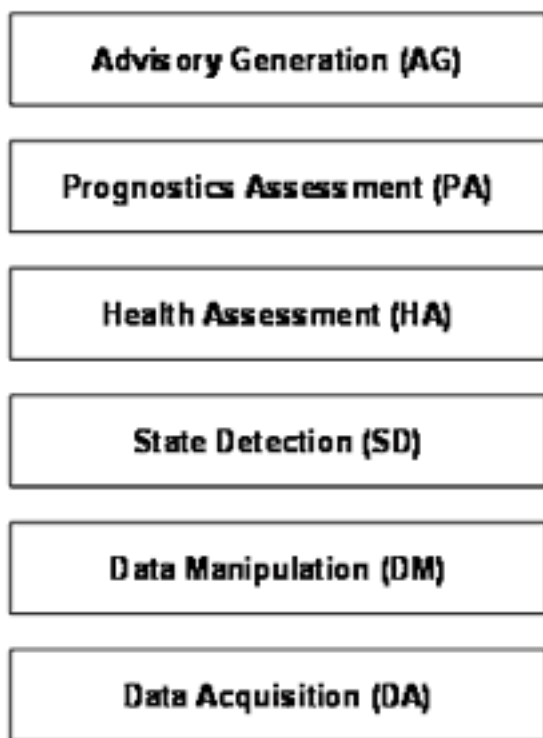 Advisory Generation (AG)
Prognostics Assessment (PA)
Health Assessment (HA)
State Detection (SD)
Data Manipulation (DM)
Data Acquisition (DA)